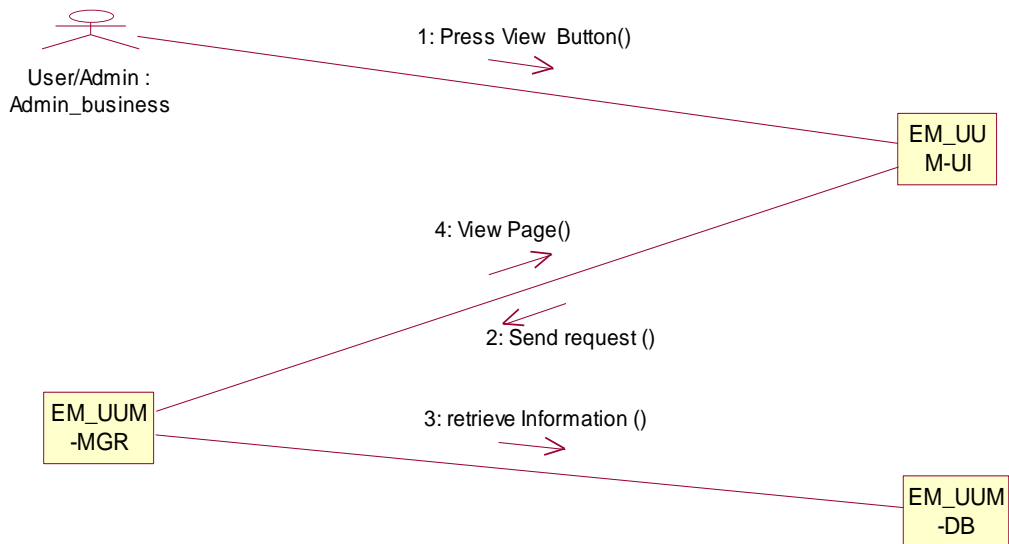 1: Press View Button()
User/Admin :
Admin_business
EM_UU
M-UI
4: View Page()
2: Send request ()
EM_UUM
-MGR
3: retrieve Information ()
EM_UUM
-DB